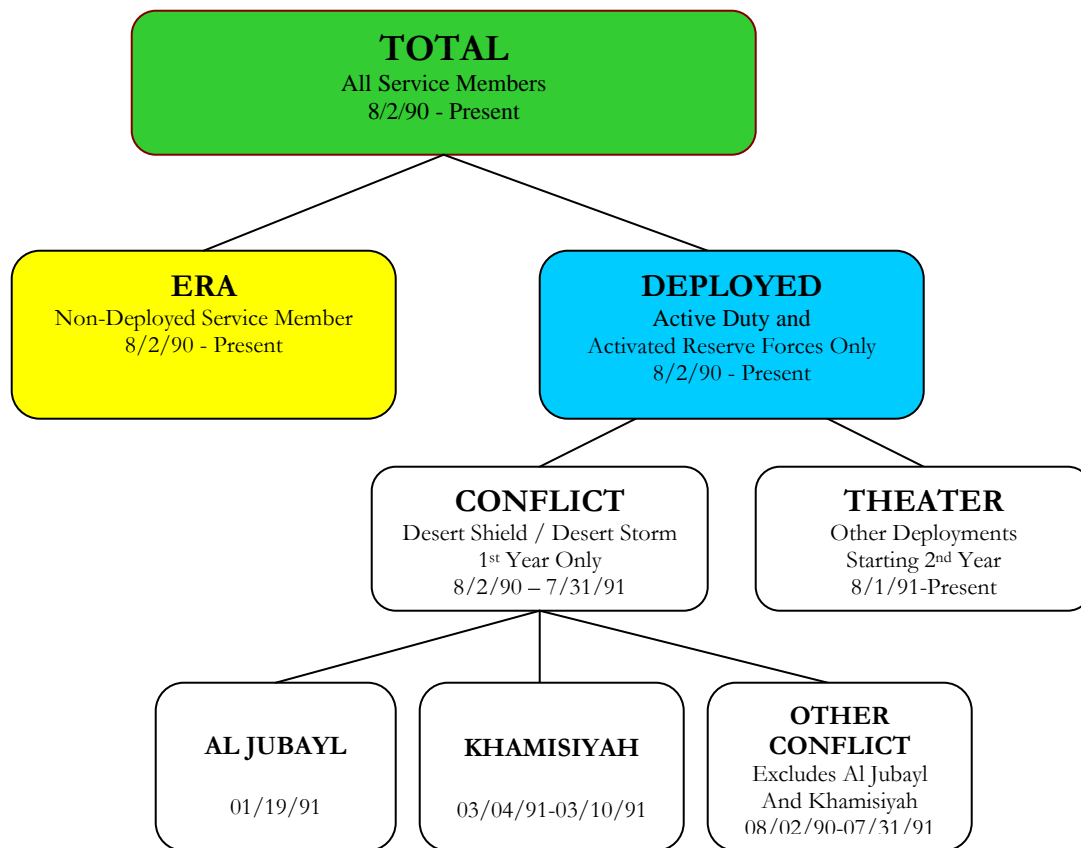 TOTAL
All Service Members
8/2/90 - Present
ERA
Non-Deployed Service Member
8/2/90 - Present
DEPLOYED
Active Duty and
Activated Reserve Forces Only
8/2/90 - Present
CONFLICT
Desert Shield / Desert Storm
1st Year Only
8/2/90 – 7/31/91
THEATER
Other Deployments
Starting 2nd Year
8/1/91-Present
AL JUBAYL
01/19/91
KHAMISIYAH
03/04/91-03/10/91
OTHER
CONFLICT
Excludes Al Jubayl
And Khamisiyah
08/02/90-07/31/91